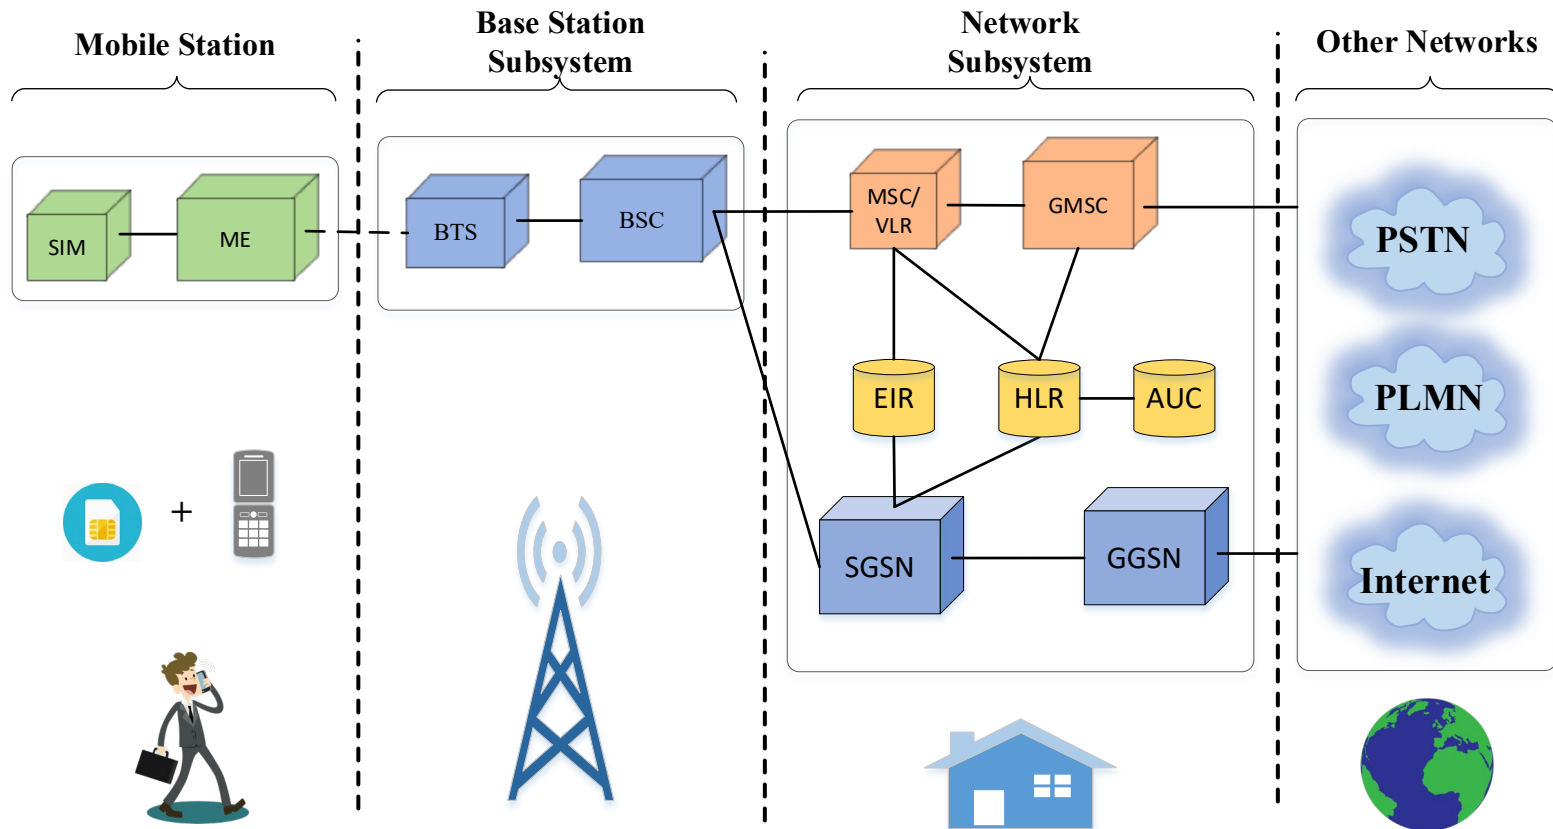 Mobile Station
Base Station
Subsystem
Network
Subsystem
Other Networks
SIM
ME
BTS
BSC
MSC/
VLR
GMSC
EIR
HLR
AUC
SGSN
GGSN
PSTN
PLMN
Internet
+